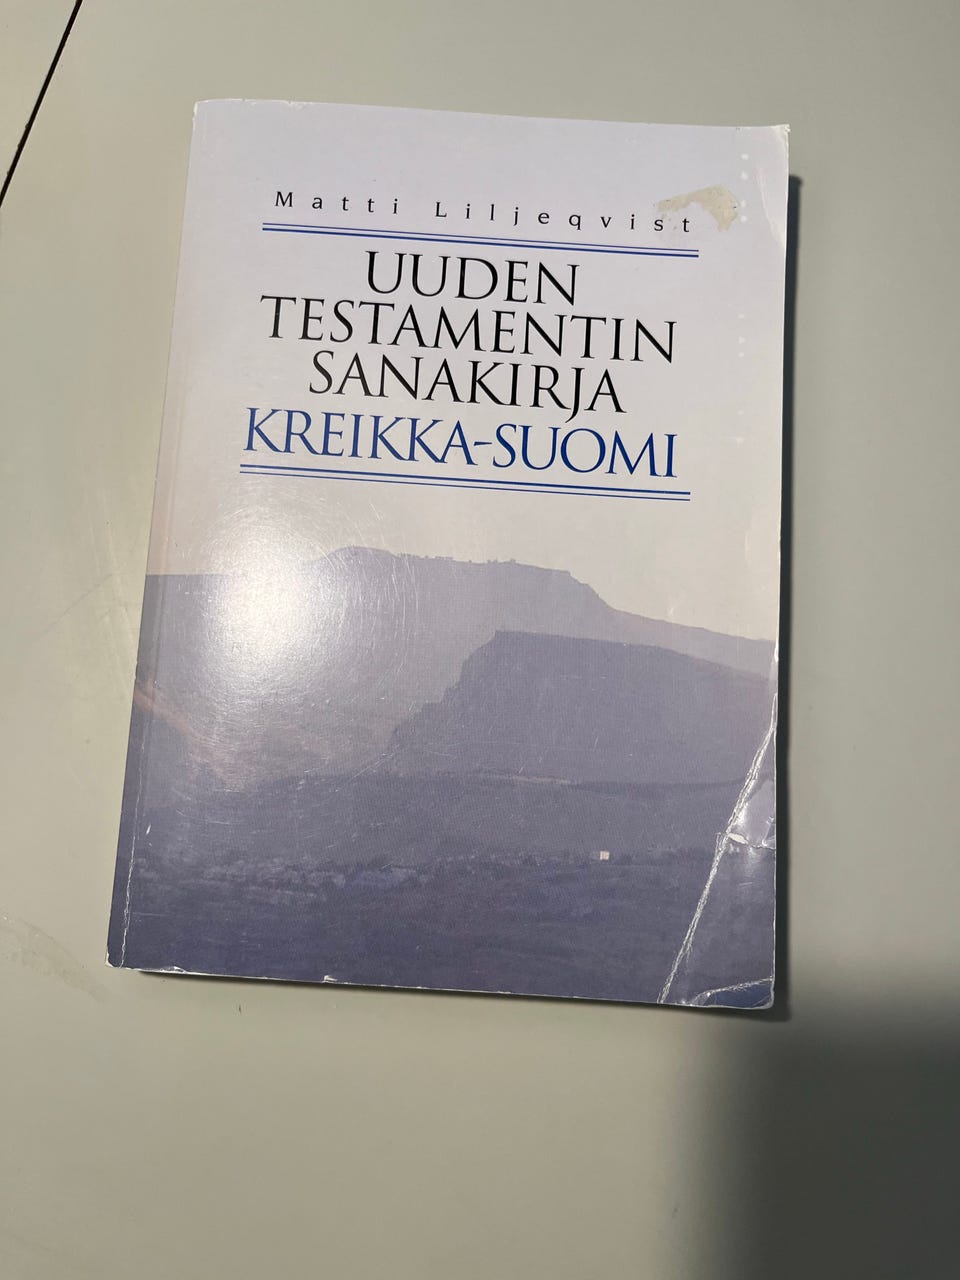 Matti Liljeqvist
UUDEN
TESTAMENTIN
SANAKIRJA
KREIKKA-SUOMI